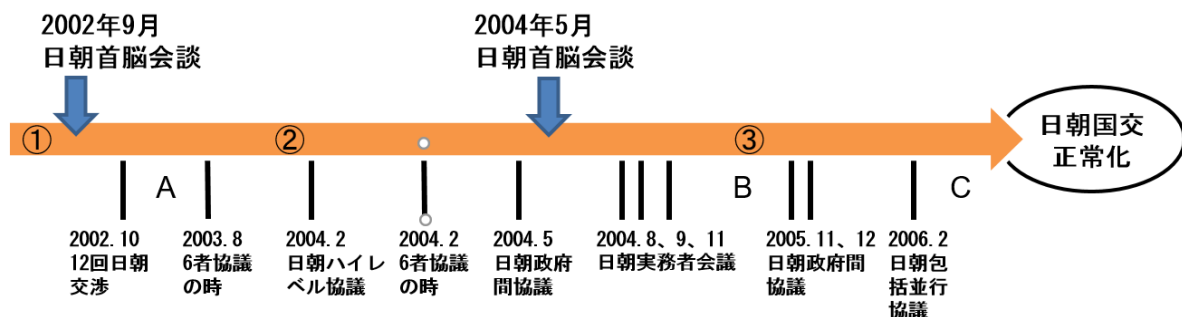 2002年9月
日朝首脳会談
2004年5月
日朝首脳会談
①
②
③
日朝国交
正常化
A
B
C
2002.10
12回日朝
交渉
2003.8
6者協議
の時
2004.2
日朝ハイレ
ベル協議
2004.2
6者協議
の時
2004.5
日朝政府
間協議
2004.8、9、11
日朝実務者会議
2005.11、12
日朝政府間
協議
2006.2
日朝包
括並行
協議